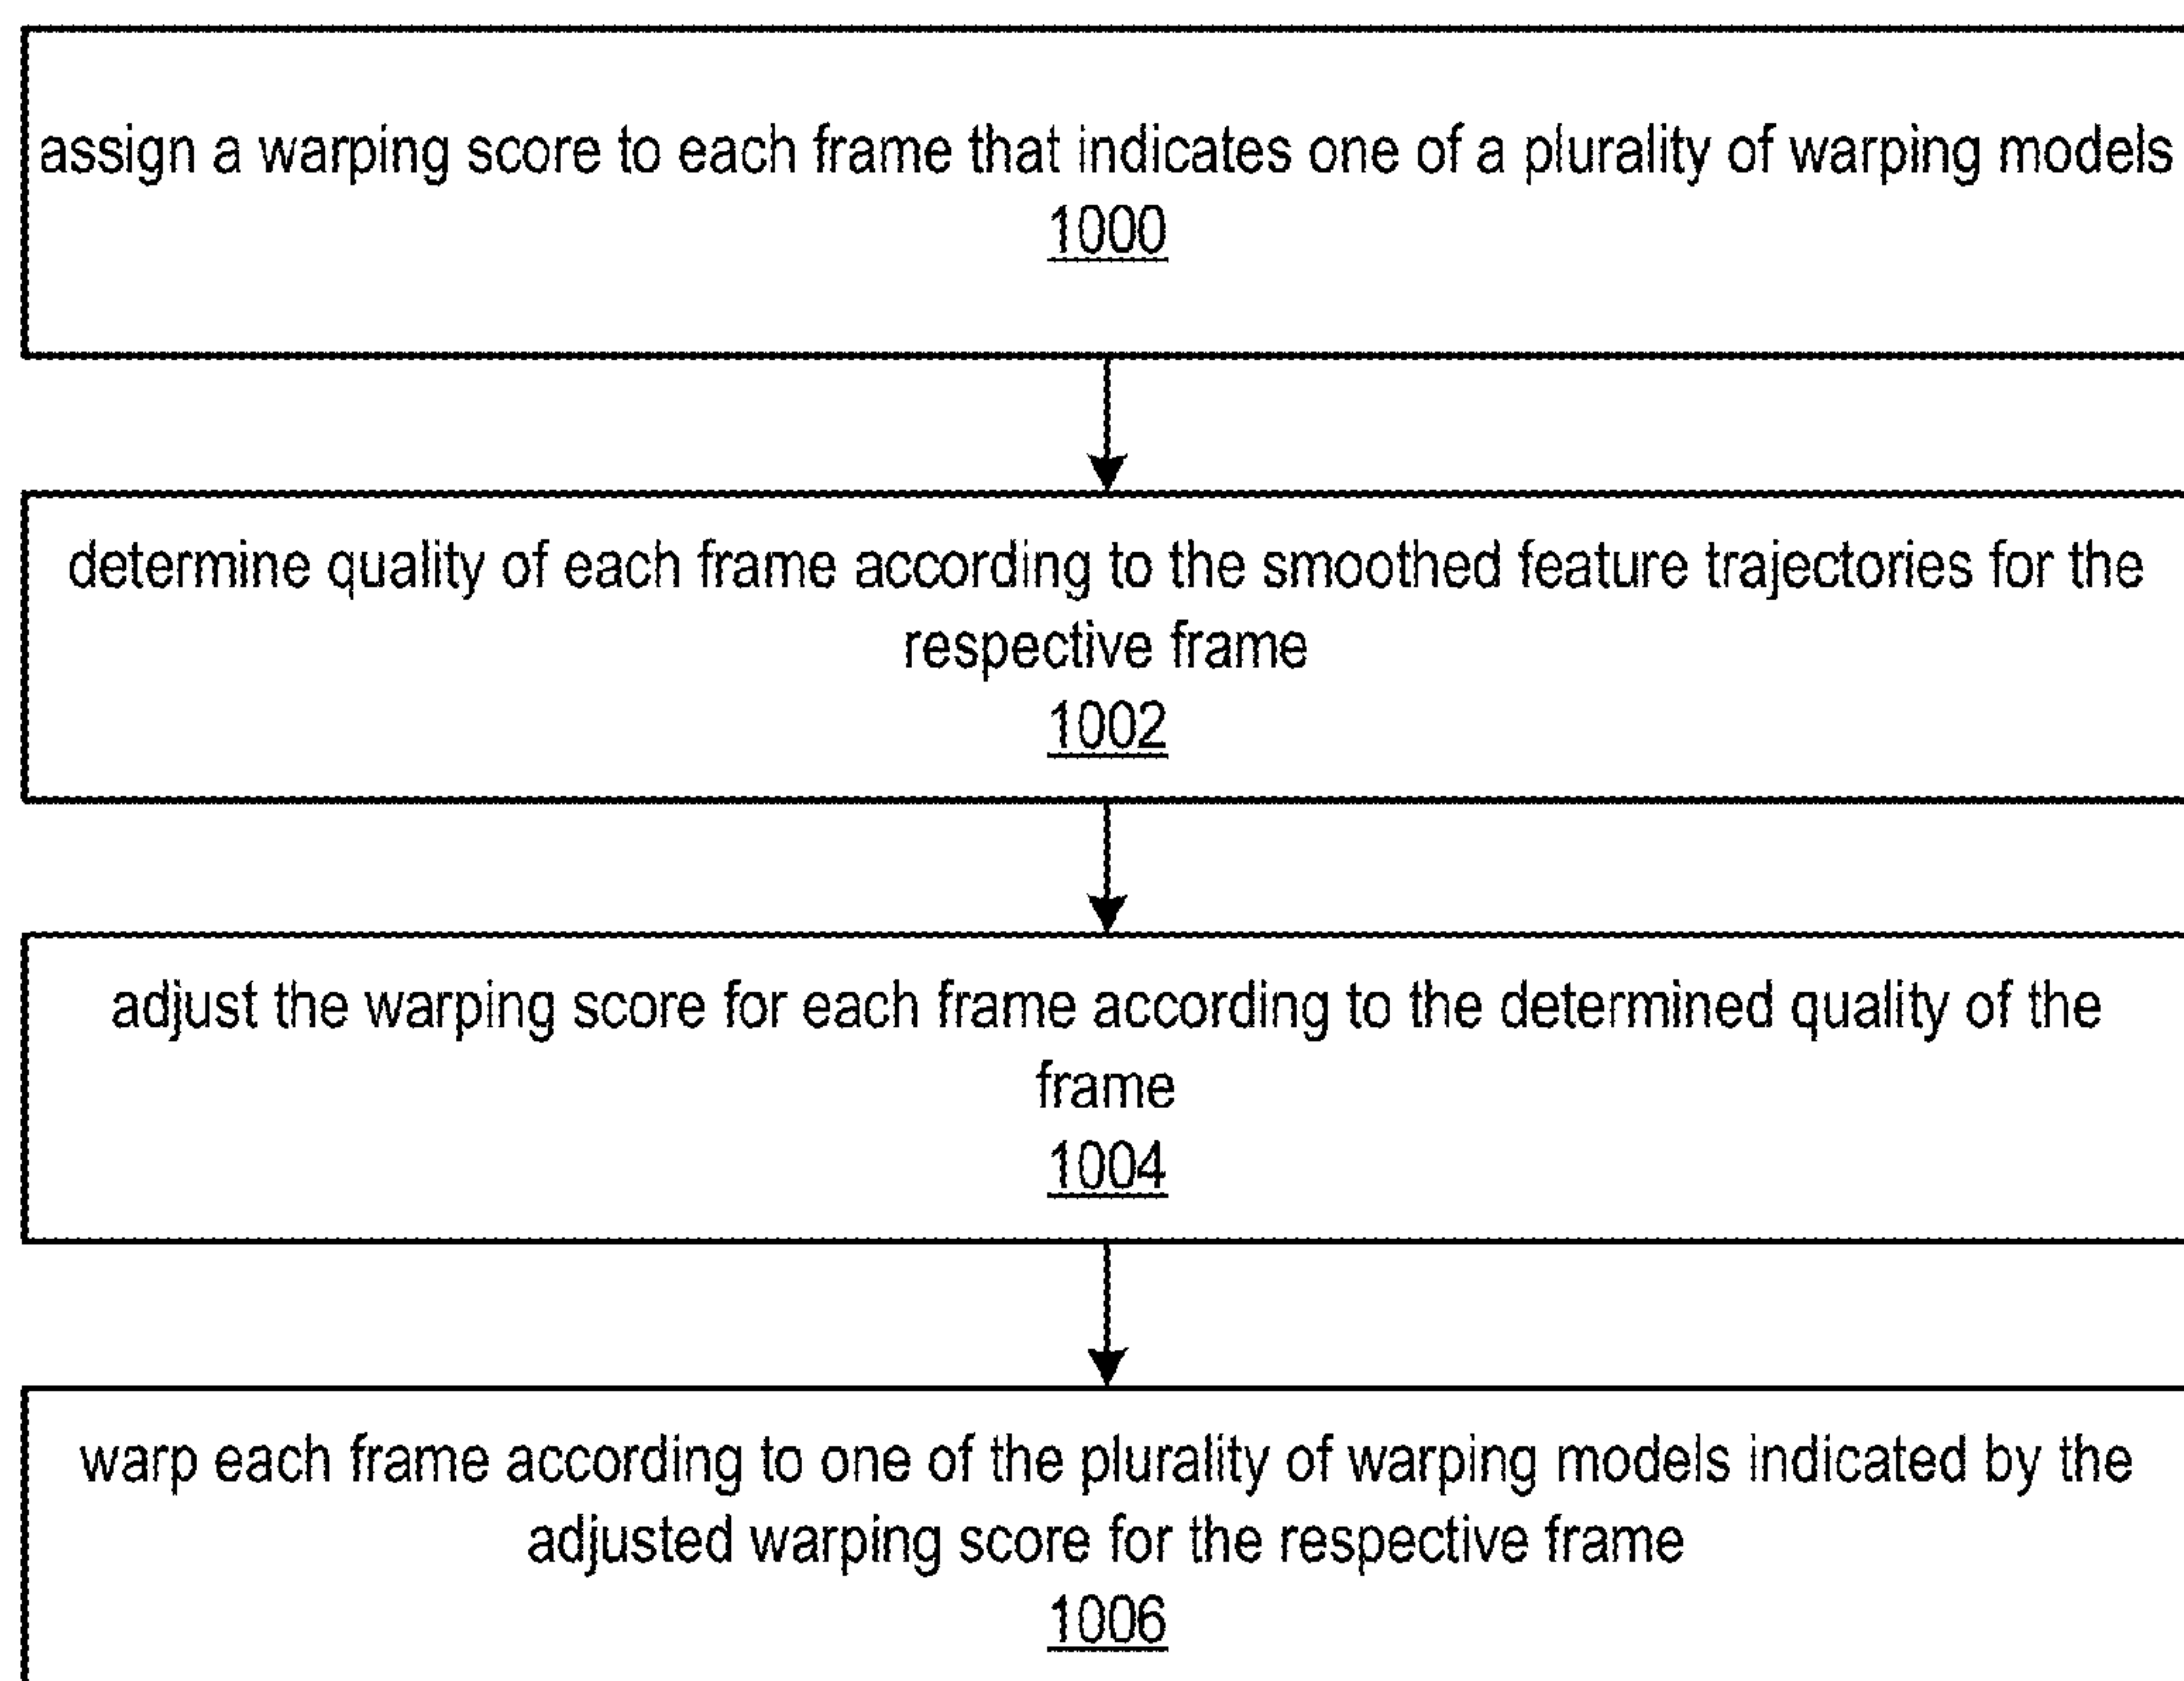 assign a warping score to each frame that indicates one of a plurality of warping models
1000
determine quality of each frame according to the smoothed feature trajectories for the
respective frame
1002
adjust the warping score for each frame according to the determined quality of the
frame
1004
warp each frame according to one of the plurality of warping models indicated by the
adjusted warping score for the respective frame
1006